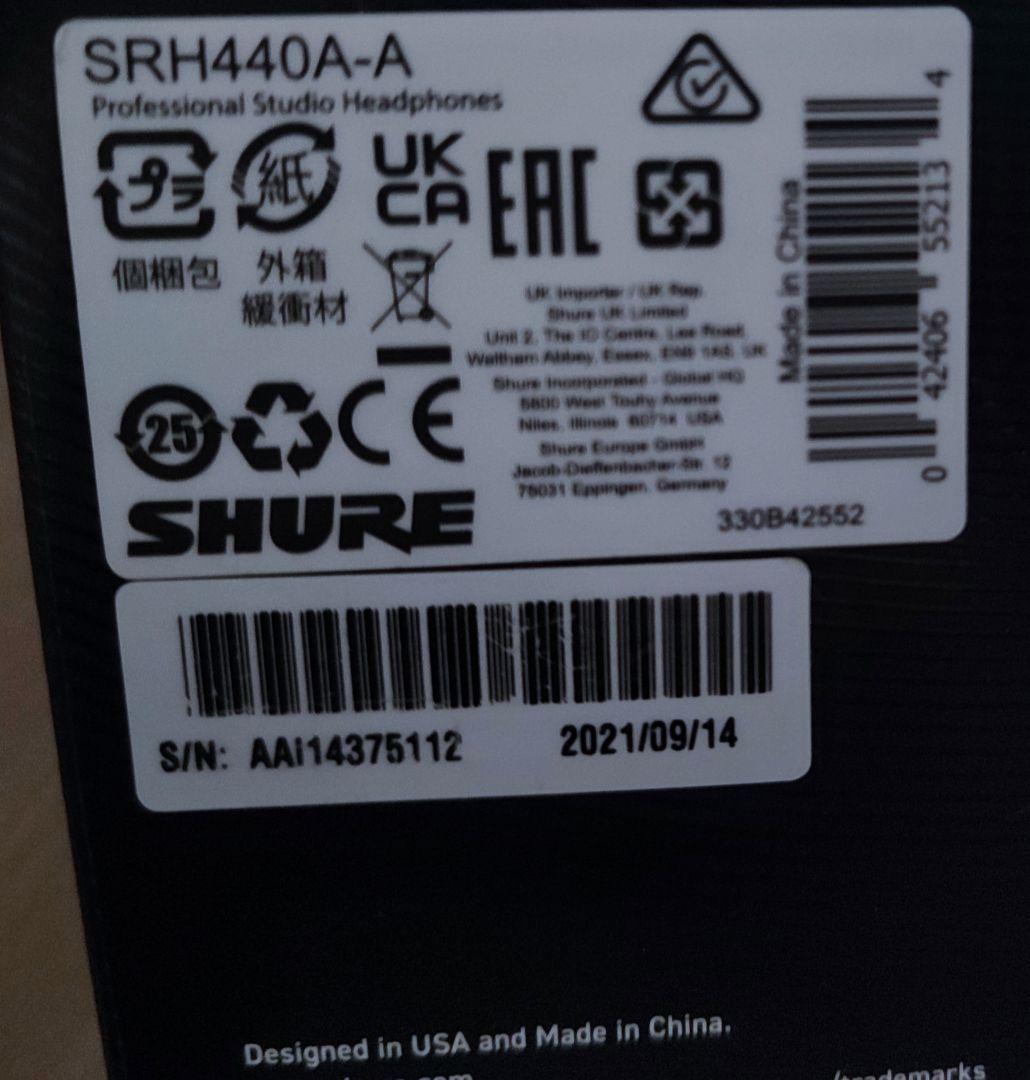 SRH440A-A
Professional Studio Headphones
プラ
紙
UK
CA
EAC
個梱包
外箱
緩衝材
25
CE
SHURE
UK Importer / UK Rep.
Shure UK Limited
Unit 2, The IO Centre, Lea Road,
Waltham Abbey, Essex, EN9 1AS, UK
Shure Incorporated - Global HQ
5800 West Touhy Avenue
Niles, Illinois 60714 USA
Shure Europe GmbH
Jacob-Dieffenbacher-Str. 12
75031 Eppingen, Germany
Made in China
0 42406 55213 4
330B42552
S/N: AAi14375112
2021/09/14
Designed in USA and Made in China.
trademarks